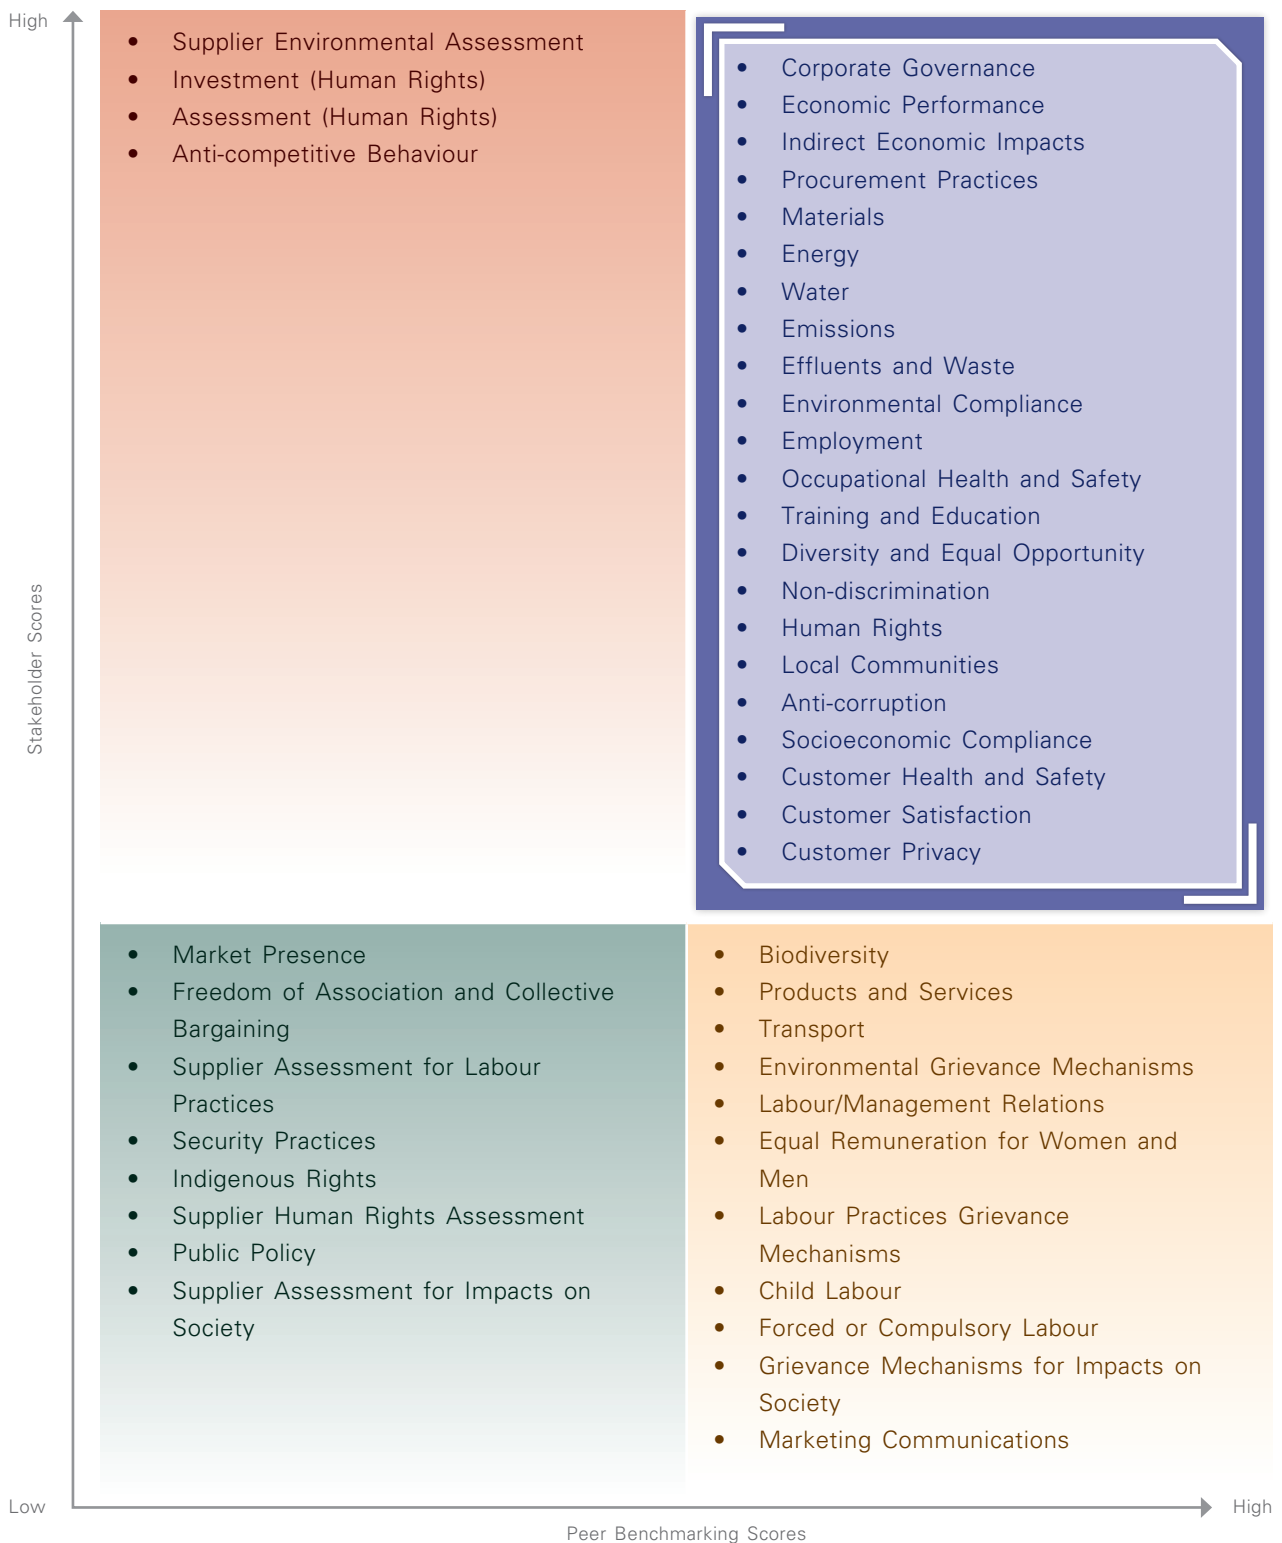 High
• Supplier Environmental Assessment
• Investment (Human Rights)
• Assessment (Human Rights)
• Anti-competitive Behaviour
• Corporate Governance
• Economic Performance
• Indirect Economic Impacts
• Procurement Practices
• Materials
• Energy
• Water
• Emissions
• Effluents and Waste
• Environmental Compliance
• Employment
• Occupational Health and Safety
• Training and Education
• Diversity and Equal Opportunity
• Non-discrimination
• Human Rights
• Local Communities
• Anti-corruption
• Socioeconomic Compliance
• Customer Health and Safety
• Customer Satisfaction
• Customer Privacy
Stakeholder Scores
• Market Presence
• Freedom of Association and Collective
Bargaining
• Supplier Assessment for Labour
Practices
• Security Practices
• Indigenous Rights
• Supplier Human Rights Assessment
• Public Policy
• Supplier Assessment for Impacts on
Society
• Biodiversity
• Products and Services
• Transport
• Environmental Grievance Mechanisms
• Labour/Management Relations
• Equal Remuneration for Women and
Men
• Labour Practices Grievance
Mechanisms
• Child Labour
• Forced or Compulsory Labour
• Grievance Mechanisms for Impacts on
Society
• Marketing Communications
Low
High
Peer Benchmarking Scores